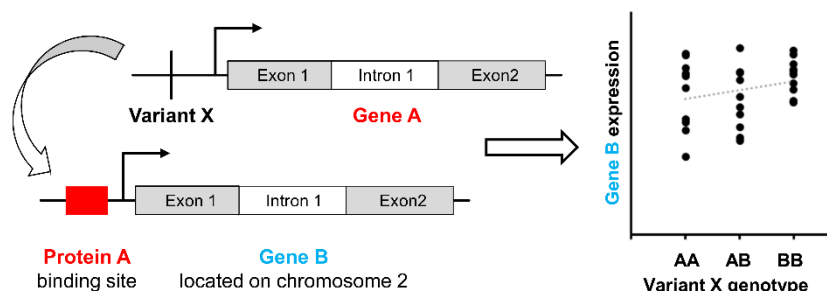 Exon 1 Intron 1 Exon2
Variant X Gene A
Exon 1 Intron 1 Exon2
Protein A Gene B
binding site located on chromosome 2
Gene B expression
AA AB BB
Variant X genotype